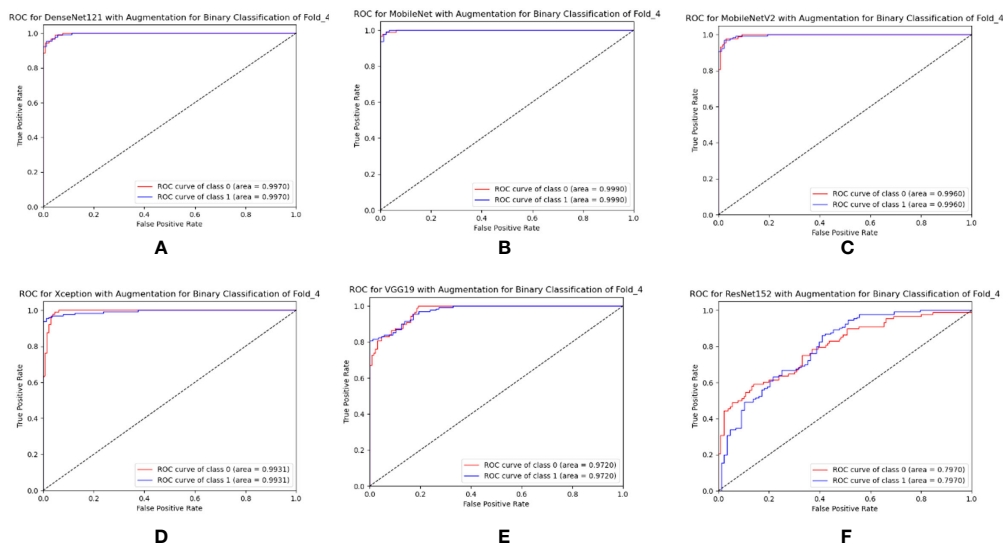 ROC for DenseNet121 with Augmentation for Binary Classification of Fold_4
True Positive Rate
1.0
0.8
0.6
0.4
0.2
0.0
ROC curve of class 0 (area = 0.9970)
ROC curve of class 1 (area = 0.9970)
0.0 0.2 0.4 0.6 0.8 1.0
False Positive Rate
A
ROC for MobileNet with Augmentation for Binary Classification of Fold_4
True Positive Rate
1.0
0.8
0.6
0.4
0.2
0.0
ROC curve of class 0 (area = 0.9990)
ROC curve of class 1 (area = 0.9990)
0.0 0.2 0.4 0.6 0.8 1.0
False Positive Rate
B
ROC for MobileNetV2 with Augmentation for Binary Classification of Fold_4
True Positive Rate
1.0
0.8
0.6
0.4
0.2
0.0
ROC curve of class 0 (area = 0.9960)
ROC curve of class 1 (area = 0.9960)
0.0 0.2 0.4 0.6 0.8 1.0
False Positive Rate
C
ROC for Xception with Augmentation for Binary Classification of Fold_4
True Positive Rate
1.0
0.8
0.6
0.4
0.2
0.0
ROC curve of class 0 (area = 0.9931)
ROC curve of class 1 (area = 0.9931)
0.0 0.2 0.4 0.6 0.8 1.0
False Positive Rate
D
ROC for VGG19 with Augmentation for Binary Classification of Fold_4
True Positive Rate
1.0
0.8
0.6
0.4
0.2
0.0
ROC curve of class 0 (area = 0.9720)
ROC curve of class 1 (area = 0.9720)
0.0 0.2 0.4 0.6 0.8 1.0
False Positive Rate
E
ROC for ResNet152 with Augmentation for Binary Classification of Fold_4
True Positive Rate
1.0
0.8
0.6
0.4
0.2
0.0
ROC curve of class 0 (area = 0.7970)
ROC curve of class 1 (area = 0.7970)
0.0 0.2 0.4 0.6 0.8 1.0
False Positive Rate
F